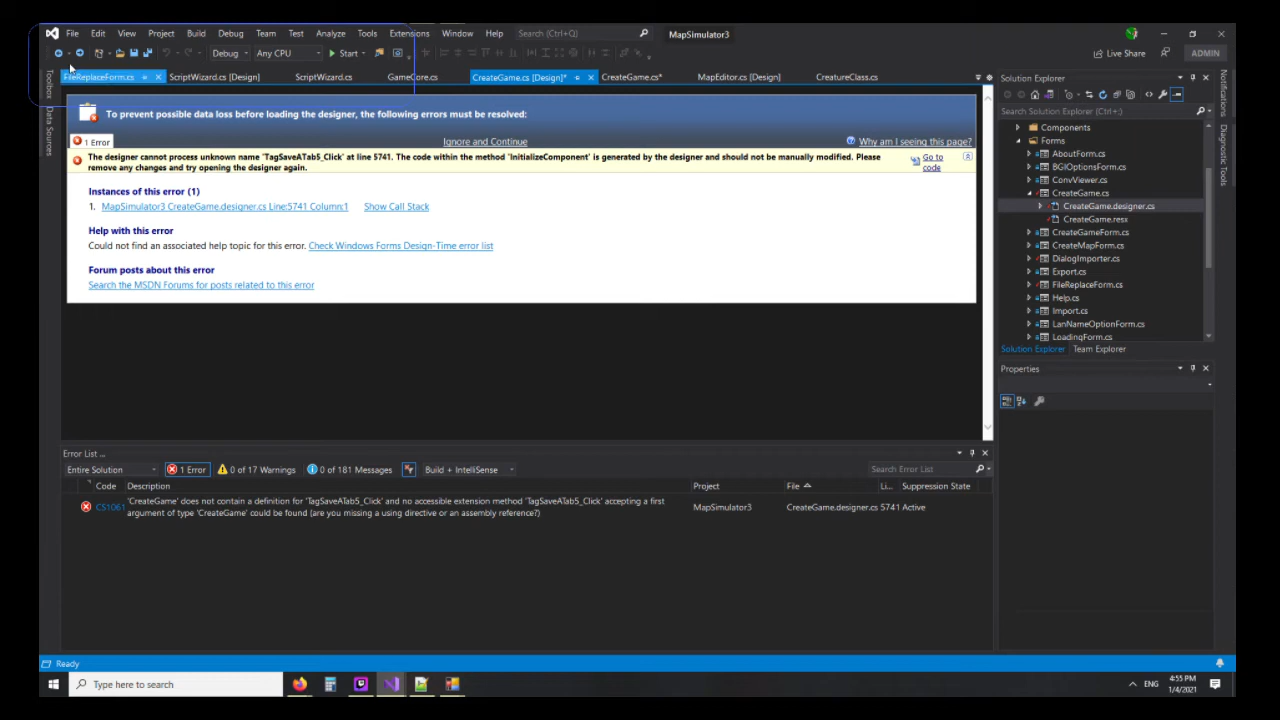 File Edit View Project Build Debug Team Test Analyze Tools Extensions Window Help Search (Ctrl+Q) MapSimulator3
Debug Any CPU Start Live Share ADMIN
FileReplaceForm.cs ScriptWizard.cs [Design] ScriptWizard.cs GameCore.cs CreateGame.cs [Design]* CreateGame.cs* MapEditor.cs [Design] CreatureClass.cs
Toolbox
Data Sources
To prevent possible data loss before loading the designer, the following errors must be resolved:
1 Error Ignore and Continue Why am I seeing this page?
The designer cannot process unknown name 'TagSaveATab5_Click' at line 5741. The code within the method 'InitializeComponent' is generated by the designer and should not be manually modified. Please
remove any changes and try opening the designer again.
Go to
code
Instances of this error (1)
1. MapSimulator3 CreateGame.designer.cs Line:5741 Column:1 Show Call Stack
Help with this error
Could not find an associated help topic for this error. Check Windows Forms Design-Time error list
Forum posts about this error
Search the MSDN Forums for posts related to this error
Solution Explorer
Search Solution Explorer (Ctrl+;)
Components
Forms
AboutForm.cs
BGIOptionsForm.cs
ConvViewer.cs
CreateGame.cs
CreateGame.designer.cs
CreateGame.resx
CreateGameForm.cs
CreateMapForm.cs
DialogImporter.cs
Export.cs
FileReplaceForm.cs
Help.cs
Import.cs
LanNameOptionForm.cs
LoadingForm.cs
Solution Explorer Team Explorer
Properties
Notifications
Diagnostic Tools
Error List ...
Entire Solution 1 Error 0 of 17 Warnings 0 of 181 Messages Build + IntelliSense Search Error List
Code Description Project File Li... Suppression State
CS1061 'CreateGame' does not contain a definition for 'TagSaveATab5_Click' and no accessible extension method 'TagSaveATab5_Click' accepting a first
argument of type 'CreateGame' could be found (are you missing a using directive or an assembly reference?)
MapSimulator3 CreateGame.designer.cs 5741 Active
Ready
Type here to search ENG 4:55 PM
1/4/2021